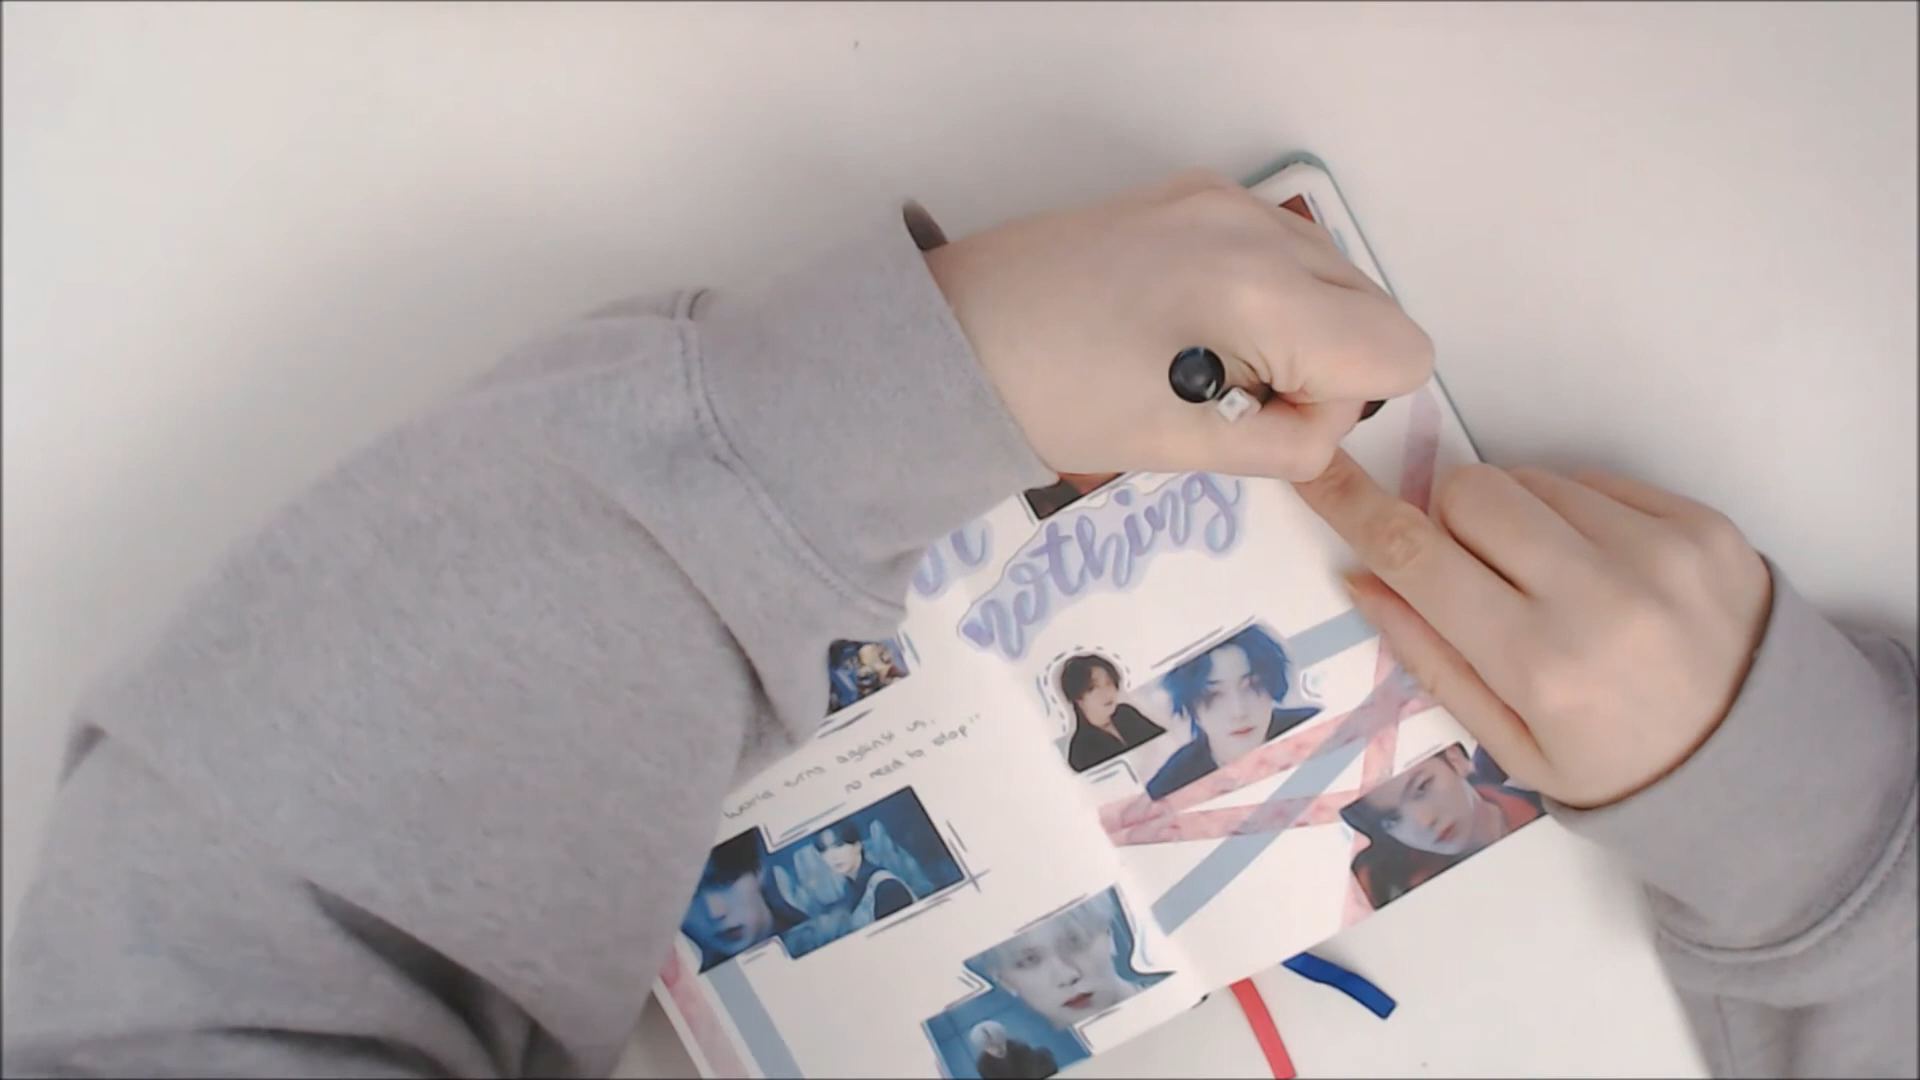 nothing
world turns against us,
no need to stop"